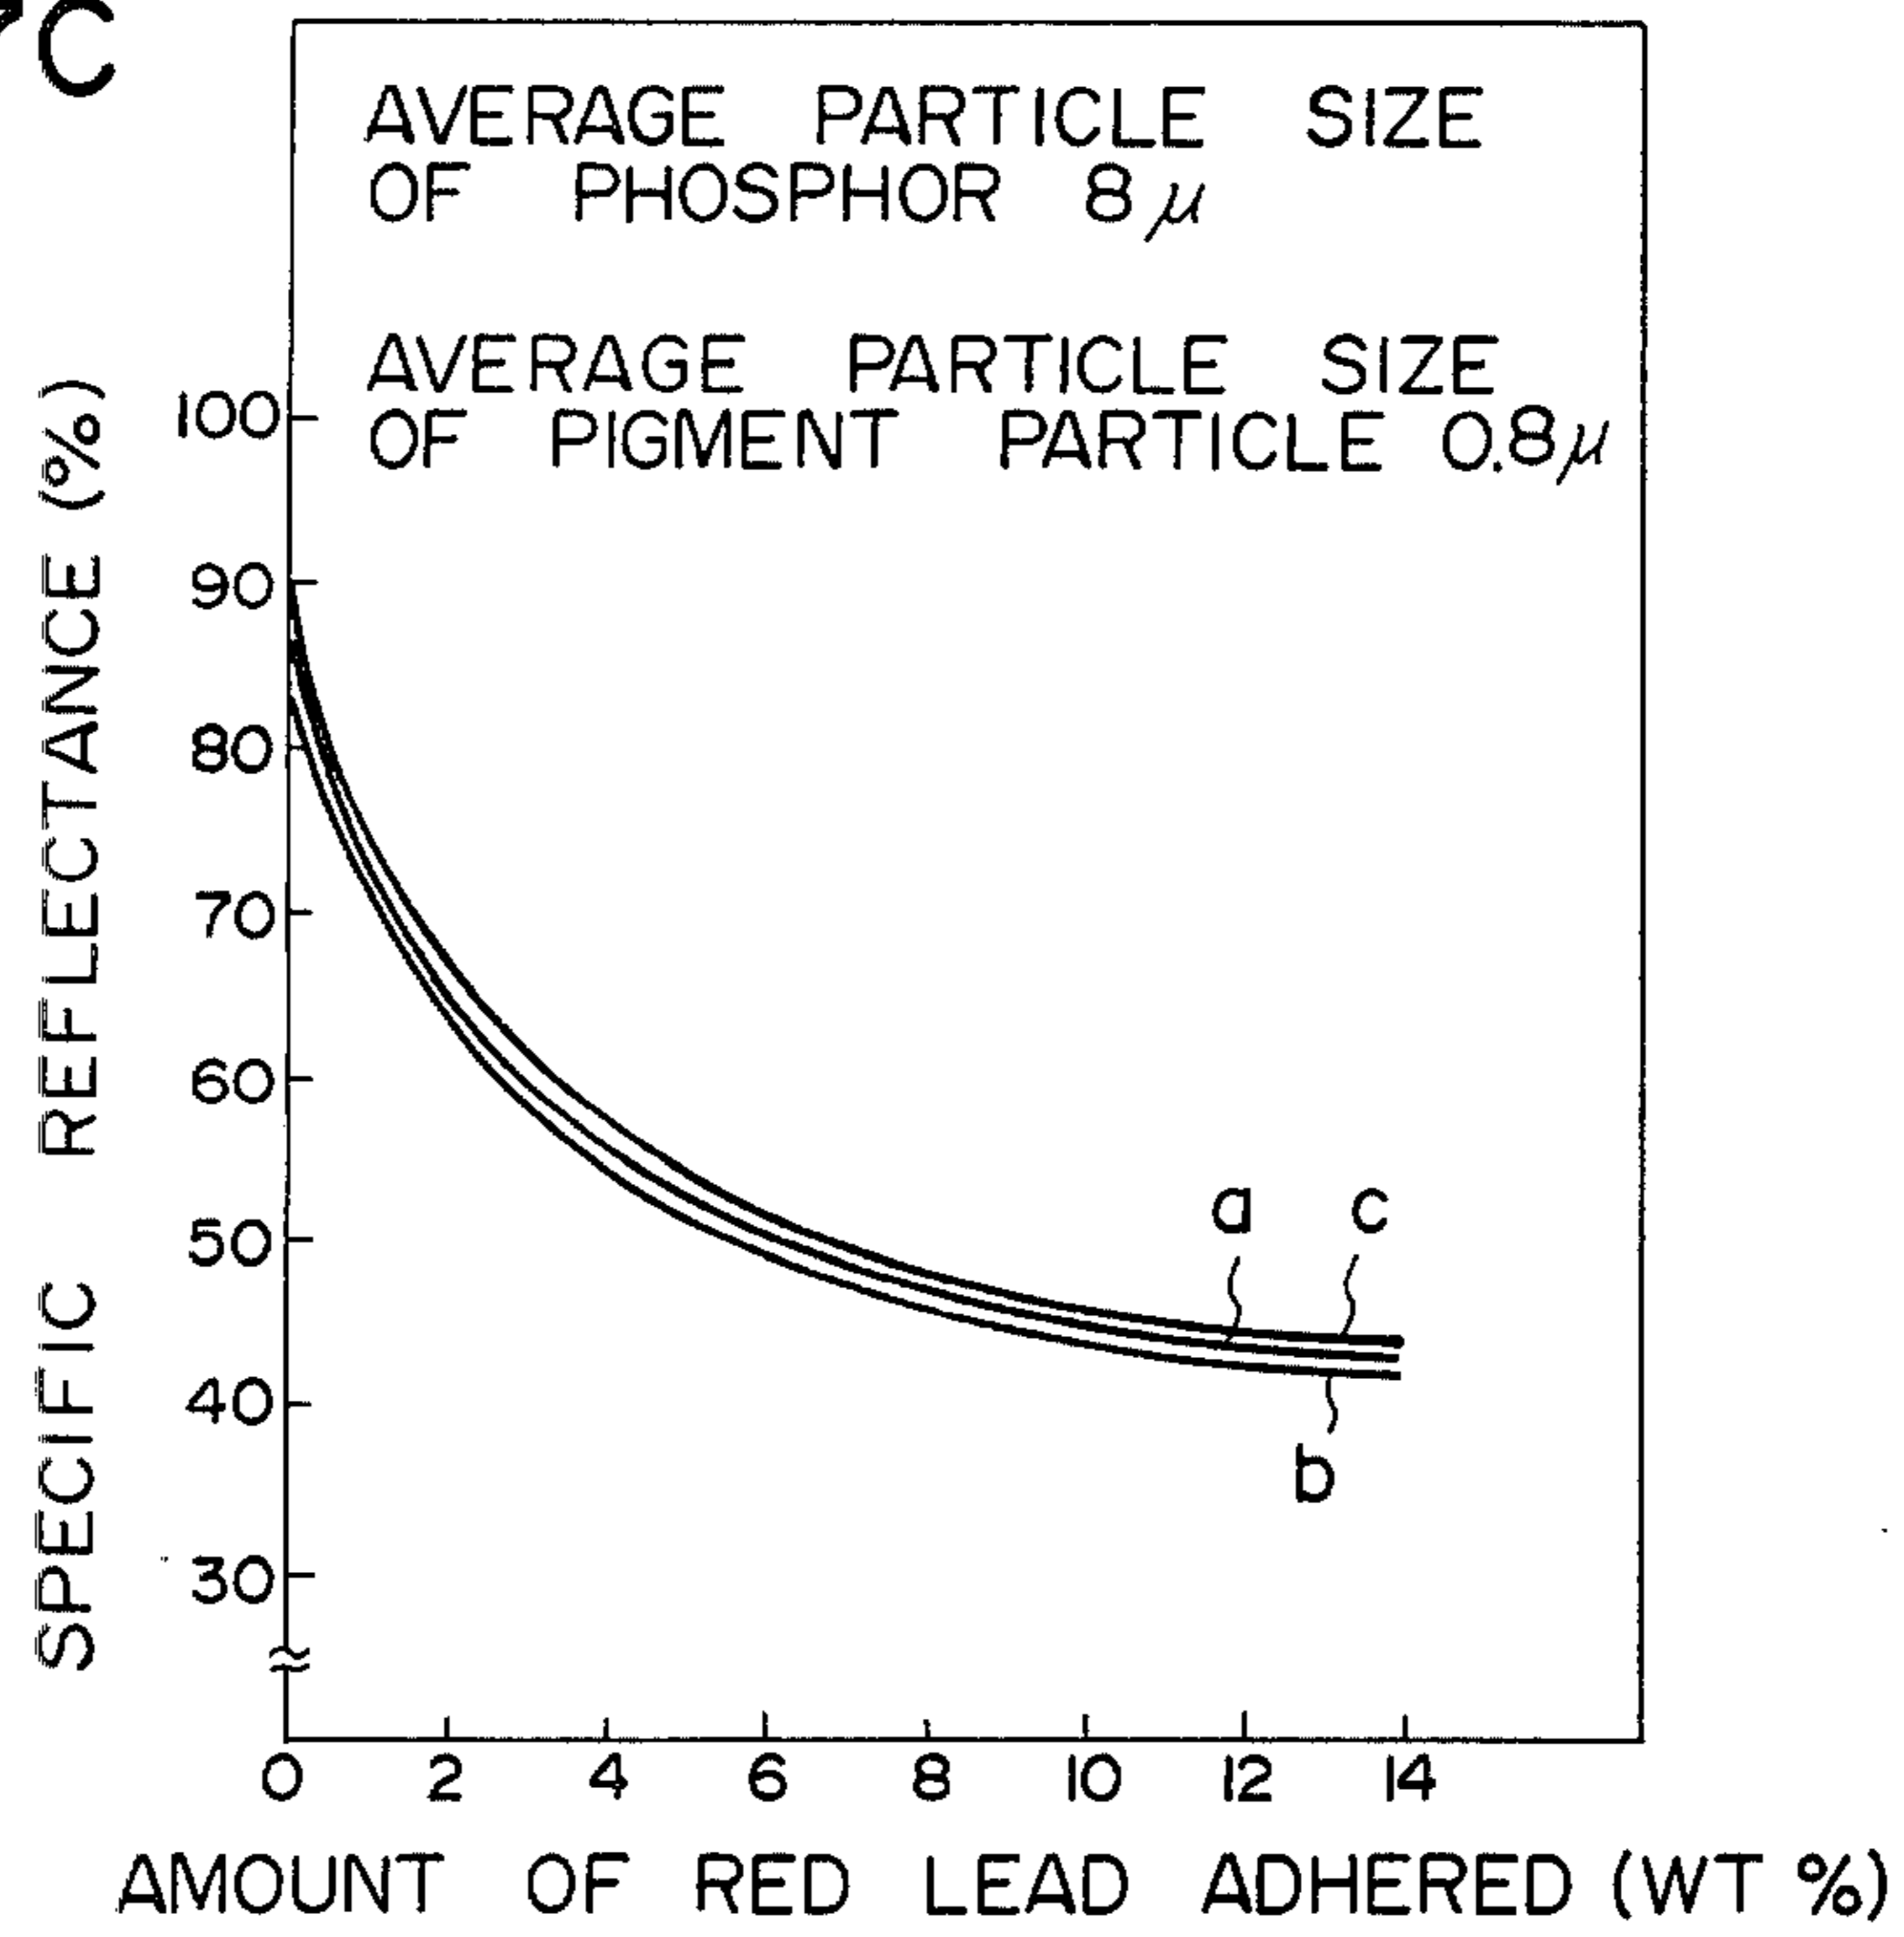 C
AVERAGE PARTICLE SIZE
OF PHOSPHOR 8μ
AVERAGE PARTICLE SIZE
OF PIGMENT PARTICLE 0.8μ
SPECIFIC REFLECTANCE (%)
100
90
80
70
60
50
40
30
a
c
b
0 2 4 6 8 10 12 14
AMOUNT OF RED LEAD ADHERED (WT %)